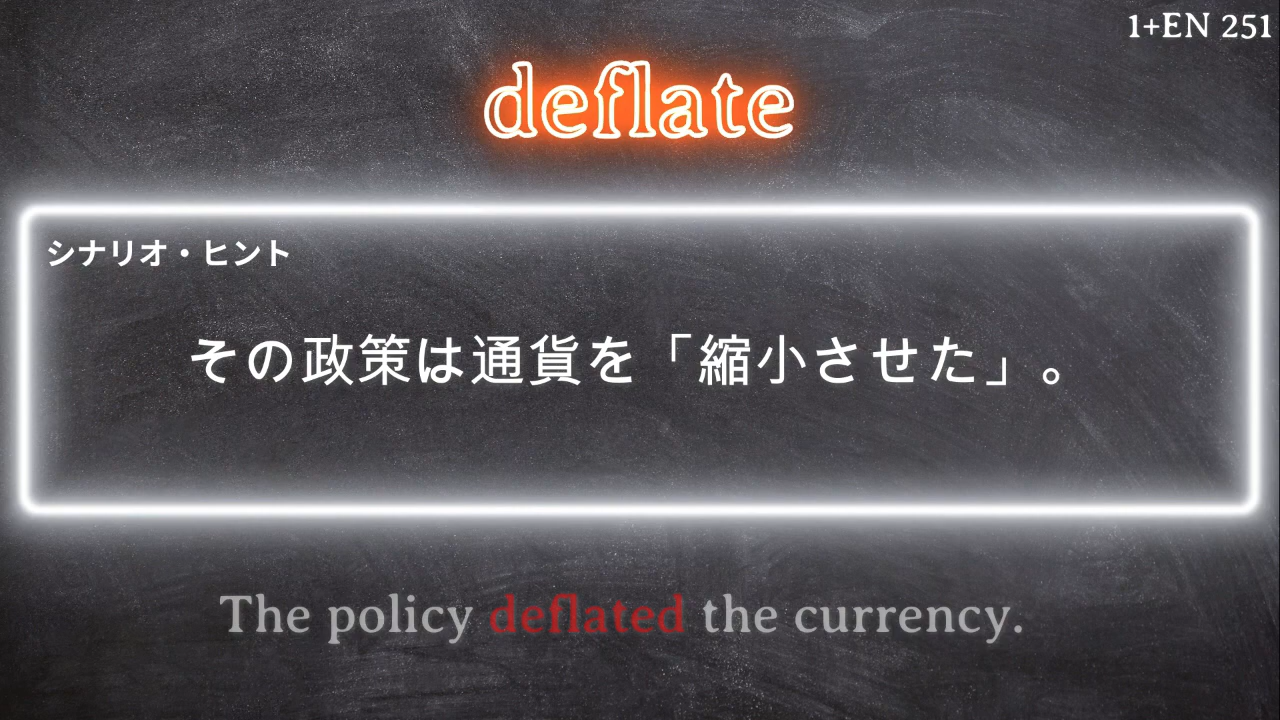 1+EN 251
deflate
シナリオ・ヒント
その政策は通貨を「縮小させた」。
The policy deflated the currency.